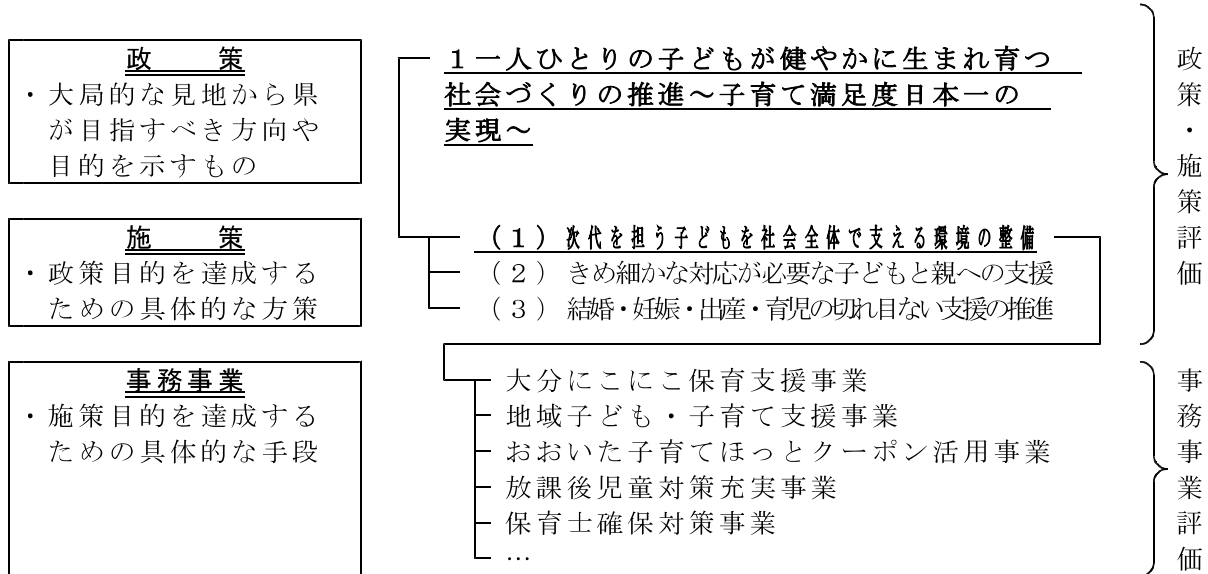 政　　策
・大局的な見地から県
が目指すべき方向や
目的を示すもの
１一人ひとりの子どもが健やかに生まれ育つ
社会づくりの推進～子育て満足度日本一の
実現～
施　　策
・政策目的を達成する
ための具体的な方策
（１）次代を担う子どもを社会全体で支える環境の整備
（２）きめ細かな対応が必要な子どもと親への支援
（３）結婚・妊娠・出産・育児の切れ目ない支援の推進
政策・施策評価
事務事業
・施策目的を達成する
ための具体的な手段
大分にこにこ保育支援事業
地域子ども・子育て支援事業
おおいた子育てほっとクーポン活用事業
放課後児童対策充実事業
保育士確保対策事業
…
事務事業評価